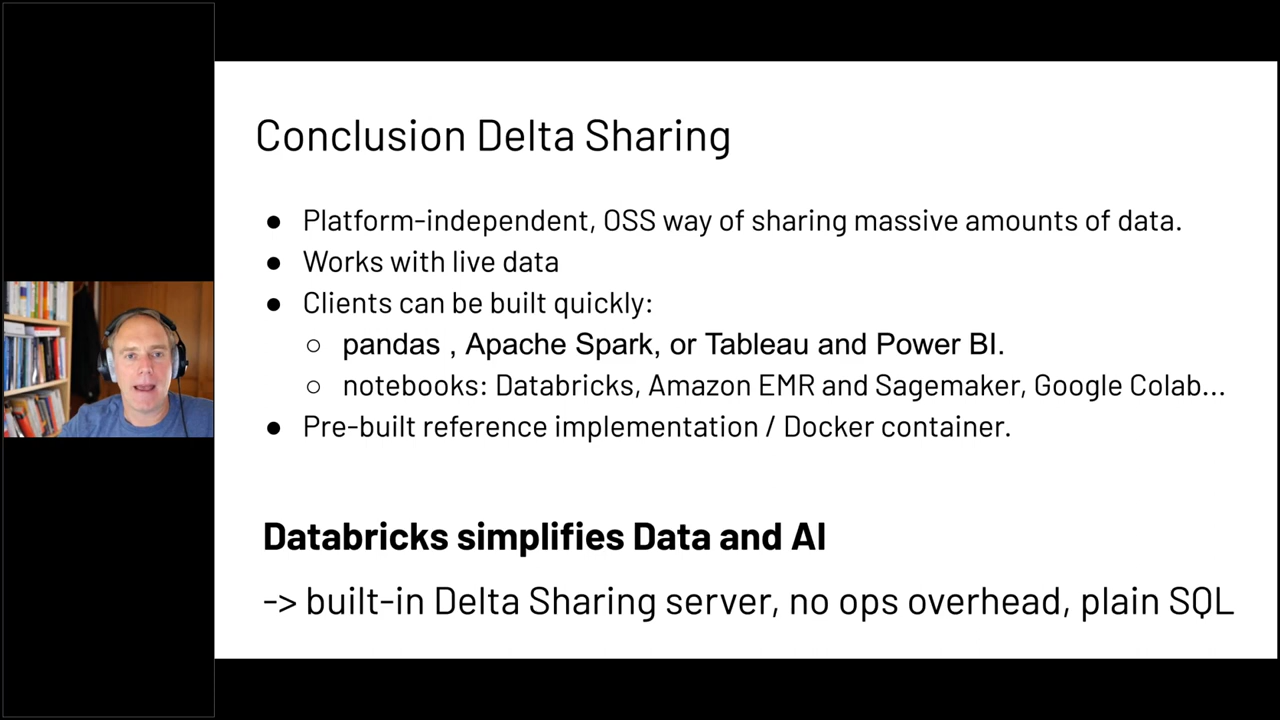 Conclusion Delta Sharing
● Platform-independent, OSS way of sharing massive amounts of data.
● Works with live data
● Clients can be built quickly:
○ pandas , Apache Spark, or Tableau and Power BI.
○ notebooks: Databricks, Amazon EMR and Sagemaker, Google Colab...
● Pre-built reference implementation / Docker container.
Databricks simplifies Data and AI
-> built-in Delta Sharing server, no ops overhead, plain SQL